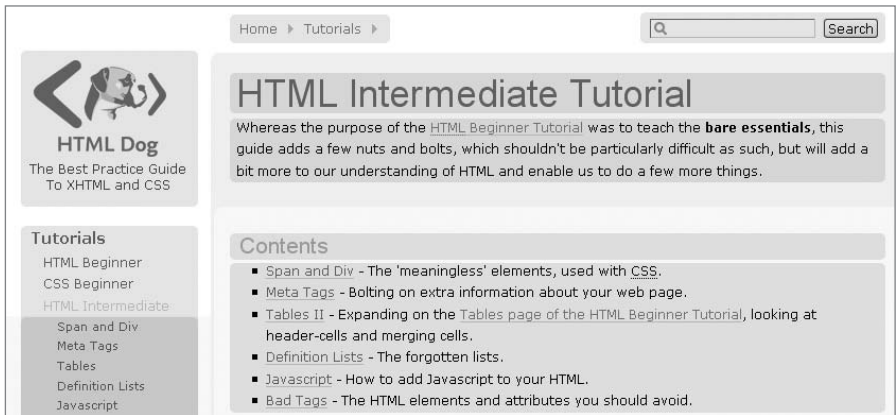 Home Tutorials
Search
HTML Dog
The Best Practice Guide
To XHTML and CSS
Tutorials
HTML Beginner
CSS Beginner
HTML Intermediate
Span and Div
Meta Tags
Tables
Definition Lists
Javascript
HTML Intermediate Tutorial
Whereas the purpose of the HTML Beginner Tutorial was to teach the bare essentials, this
guide adds a few nuts and bolts, which shouldn't be particularly difficult as such, but will add a
bit more to our understanding of HTML and enable us to do a few more things.
Contents
Span and Div - The 'meaningless' elements, used with CSS.
Meta Tags - Bolting on extra information about your web page.
Tables II - Expanding on the Tables page of the HTML Beginner Tutorial, looking at
header-cells and merging cells.
Definition Lists - The forgotten lists.
Javascript - How to add Javascript to your HTML.
Bad Tags - The HTML elements and attributes you should avoid.